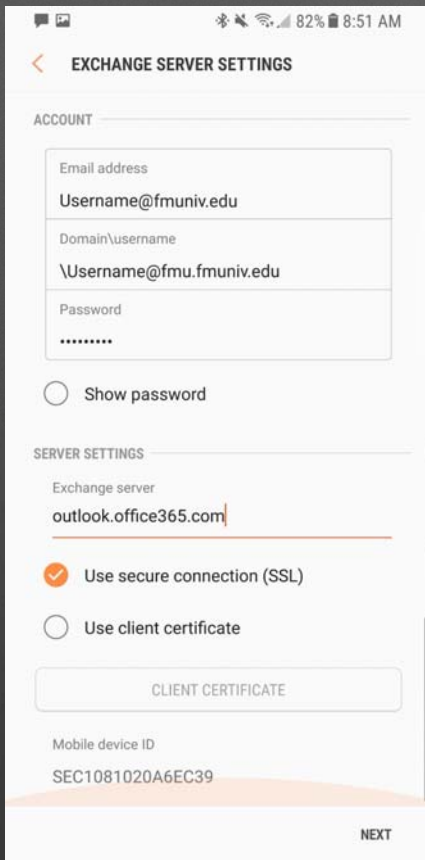 82% 8:51 AM
EXCHANGE SERVER SETTINGS
ACCOUNT
Email address
Username@fmuniv.edu
Domain\username
\Username@fmu.fmuniv.edu
Password
•••••••••
Show password
SERVER SETTINGS
Exchange server
outlook.office365.com
Use secure connection (SSL)
Use client certificate
CLIENT CERTIFICATE
Mobile device ID
SEC1081020A6EC39
NEXT